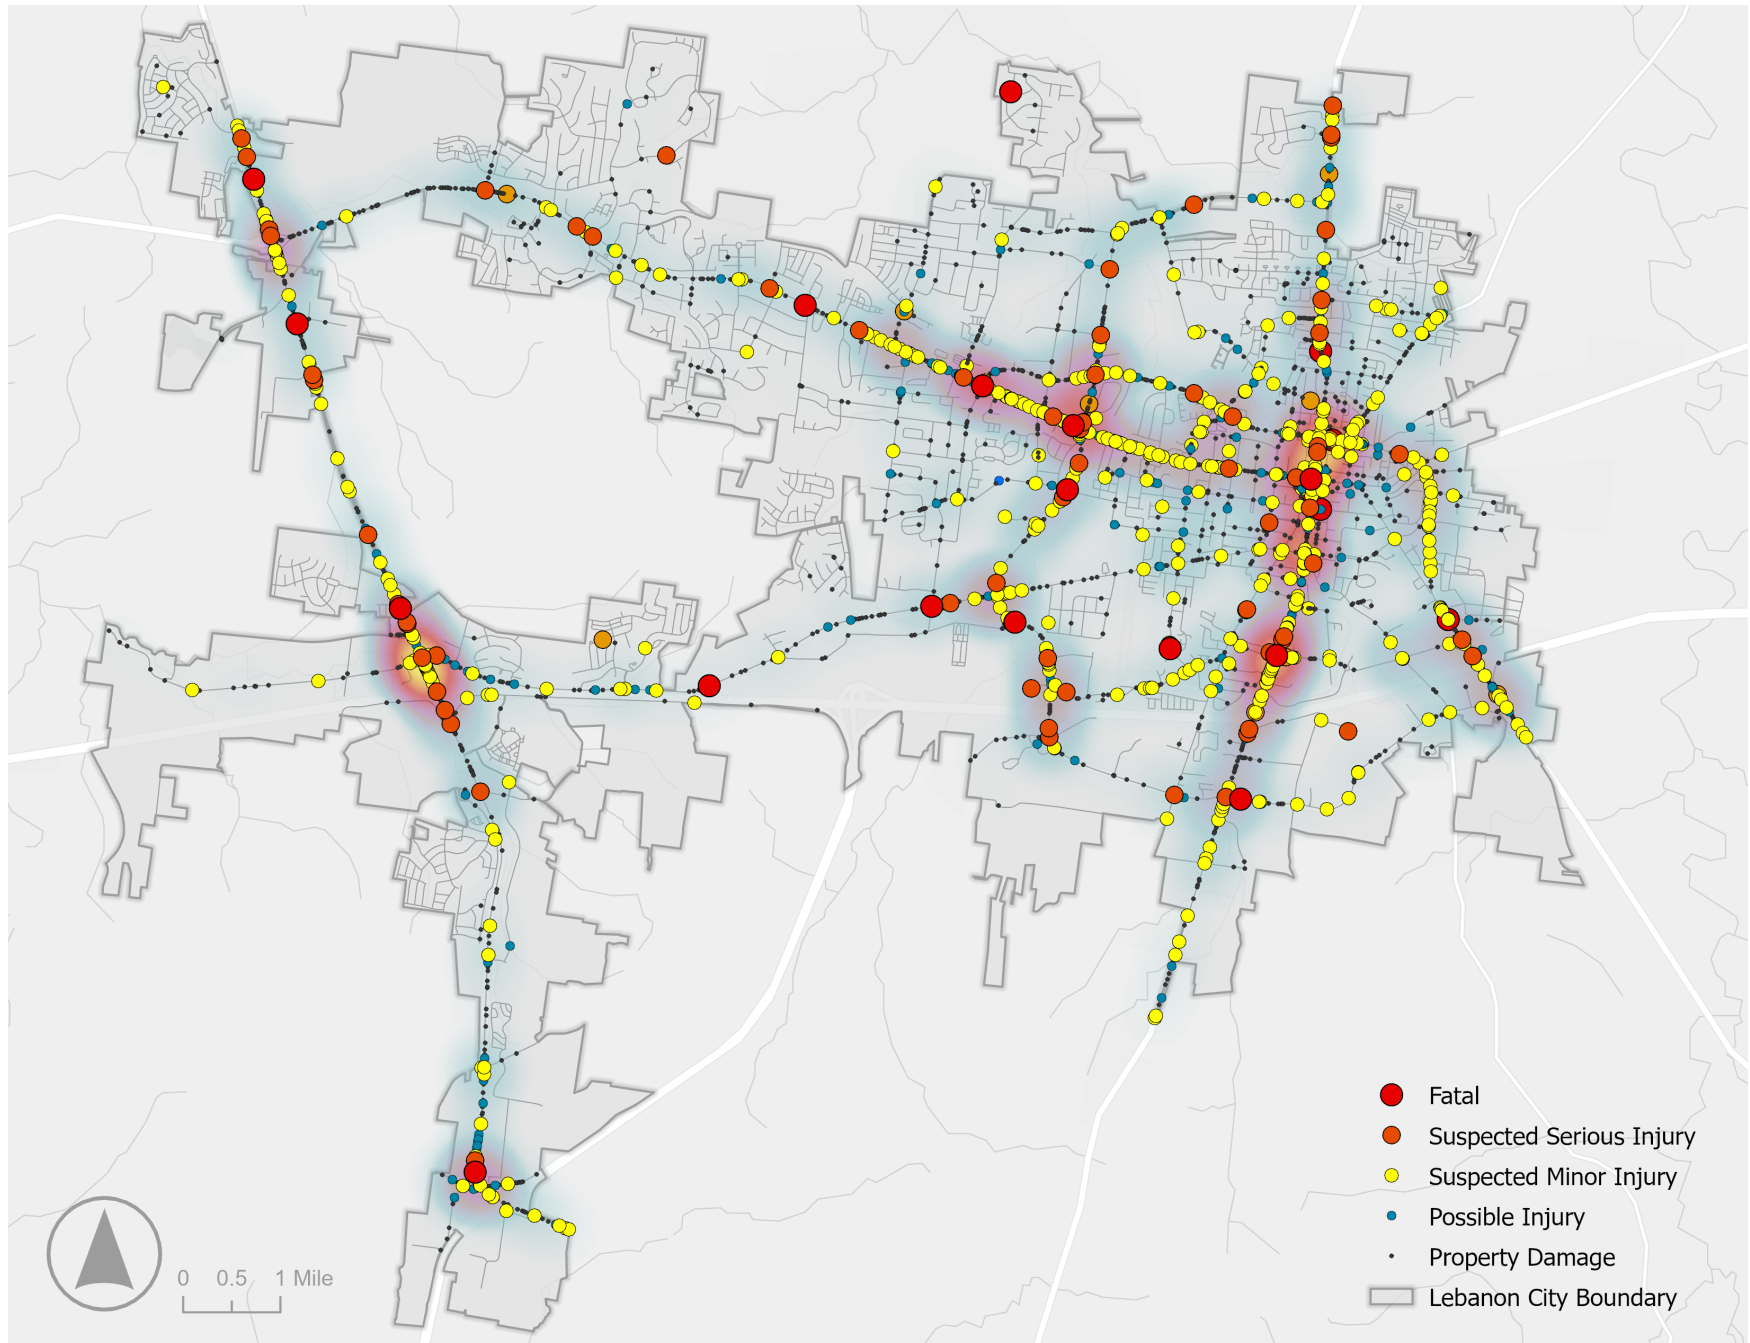 Fatal
Suspected Serious Injury
Suspected Minor Injury
Possible Injury
Property Damage
Lebanon City Boundary
0 0.5 1 Mile